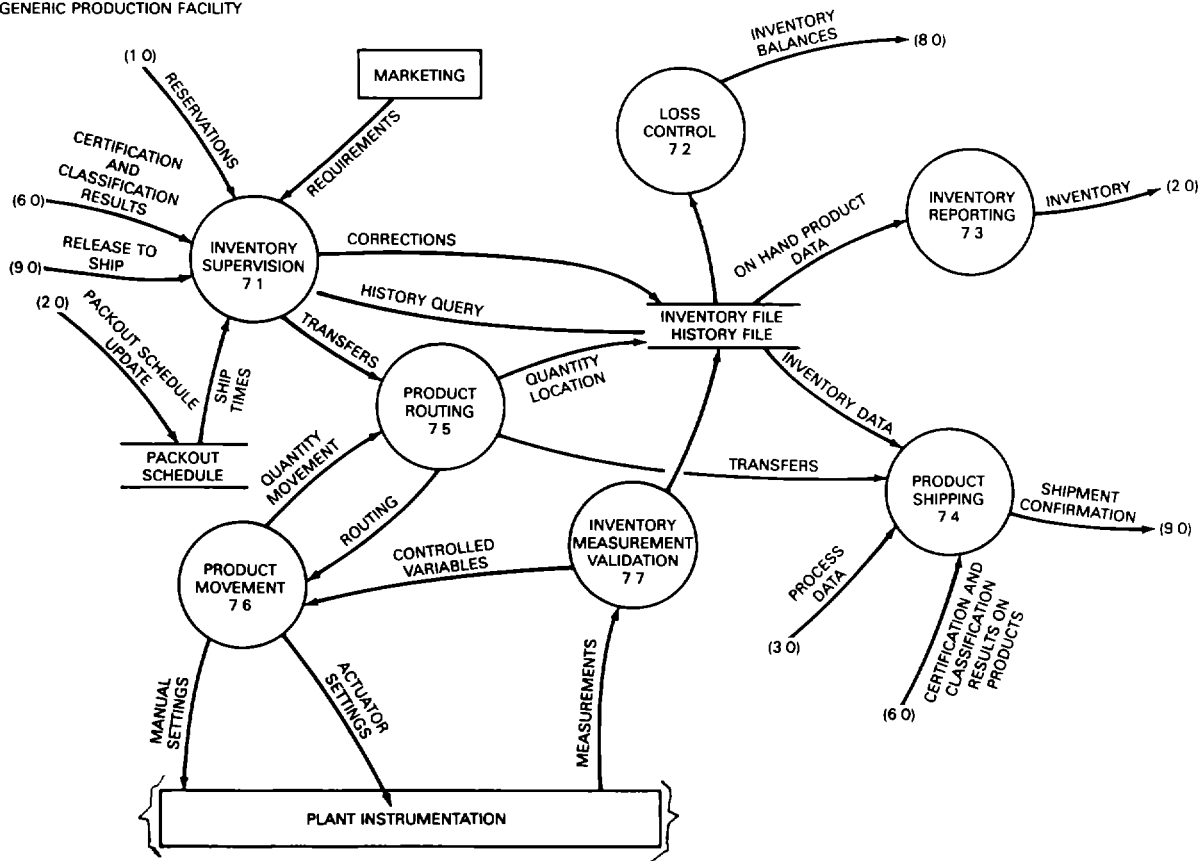 GENERIC PRODUCTION FACILITY
(1 0)
RESERVATIONS
MARKETING
REQUIREMENTS
CERTIFICATION
AND
CLASSIFICATION
RESULTS
(6 0)
RELEASE TO
SHIP
(9 0)
INVENTORY
SUPERVISION
7 1
(2 0)
PACKOUT SCHEDULE
UPDATE
SHIP
TIMES
PACKOUT
SCHEDULE
CORRECTIONS
HISTORY QUERY
TRANSFERS
INVENTORY
BALANCES
(8 0)
LOSS
CONTROL
7 2
ON HAND PRODUCT
DATA
INVENTORY
REPORTING
7 3
INVENTORY
(2 0)
INVENTORY FILE
HISTORY FILE
PRODUCT
ROUTING
7 5
QUANTITY
LOCATION
INVENTORY DATA
TRANSFERS
QUANTITY
MOVEMENT
ROUTING
PRODUCT
MOVEMENT
7 6
CONTROLLED
VARIABLES
INVENTORY
MEASUREMENT
VALIDATION
7 7
PRODUCT
SHIPPING
7 4
SHIPMENT
CONFIRMATION
(9 0)
PROCESS
DATA
(3 0)
CERTIFICATION AND
CLASSIFICATION
RESULTS ON
PRODUCTS
(6 0)
MANUAL
SETTINGS
ACTUATOR
SETTINGS
MEASUREMENTS
PLANT INSTRUMENTATION